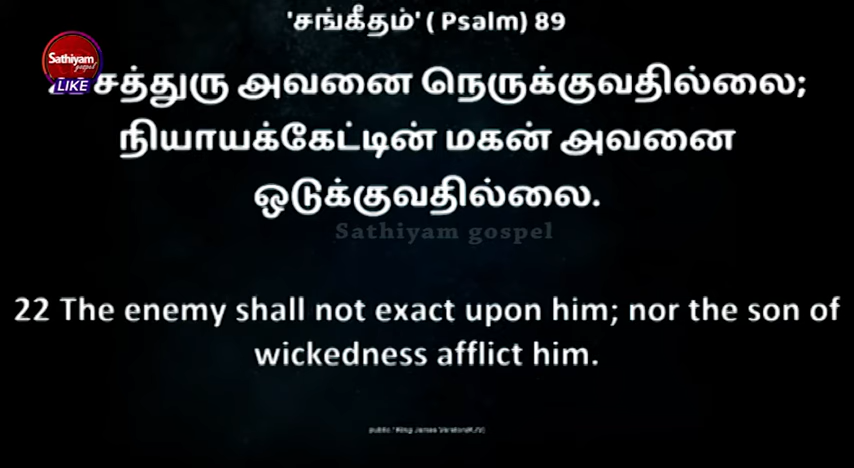 'சங்கீதம்' ( Psalm) 89
Sathiyam
gospel
LIKE
சத்துரு அவனை நெருக்குவதில்லை;
நியாயக்கேட்டின் மகன் அவனை
ஒடுக்குவதில்லை.
Sathiyam gospel
22 The enemy shall not exact upon him; nor the son of
wickedness afflict him.